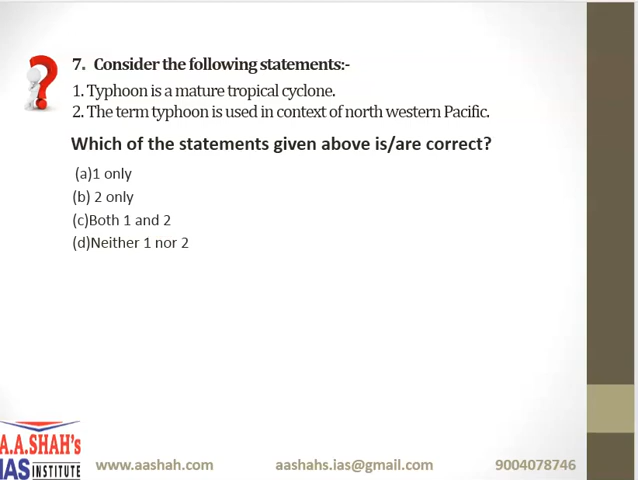 7. Consider the following statements:-
1. Typhoon is a mature tropical cyclone.
2. The term typhoon is used in context of north western Pacific.
Which of the statements given above is/are correct?
(a)1 only
(b) 2 only
(c)Both 1 and 2
(d)Neither 1 nor 2
A.A.SHAH's
IAS INSTITUTE
www.aashah.com aashahs.ias@gmail.com 9004078746